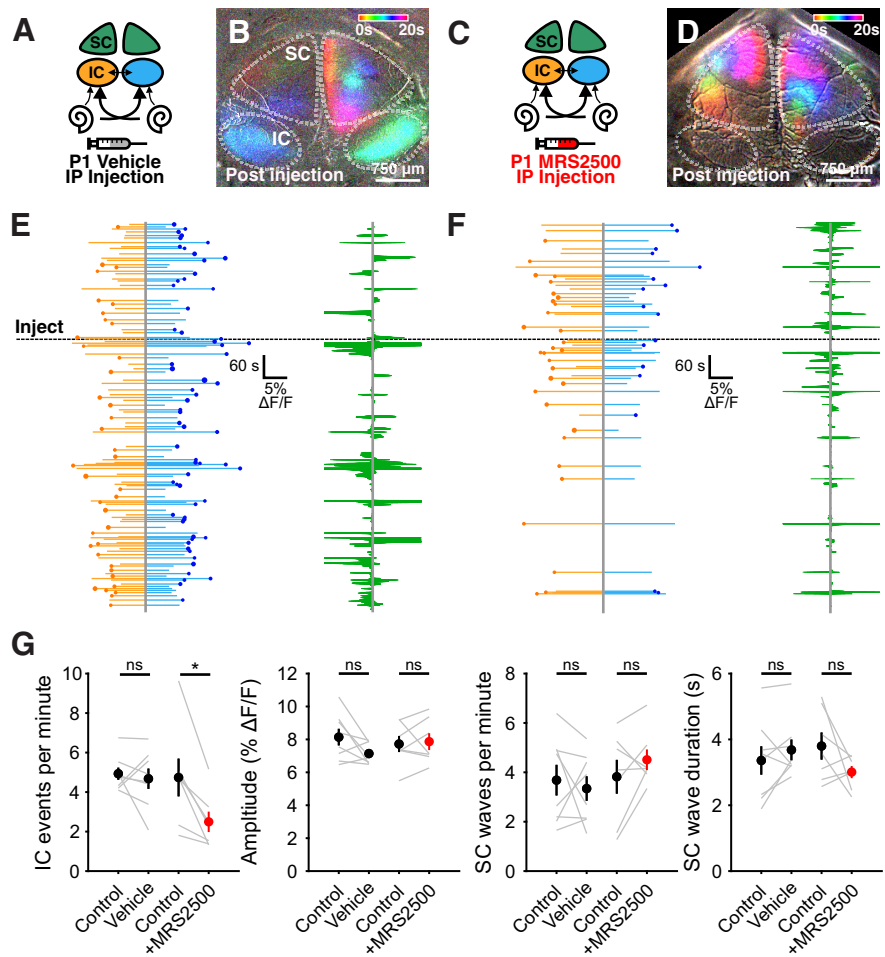 A
SC
IC
P1 Vehicle
IP Injection
B
0s
20s
SC
IC
Post injection
750 µm
C
SC
IC
P1 MRS2500
IP Injection
D
0s
20s
Post injection
750 µm
E
F
Inject
60 s
5%
ΔF/F
60 s
5%
ΔF/F
G
IC events per minute
10
8
6
4
2
0
ns
*
Control
Vehicle
Control
+MRS2500
Ampltiude (% ΔF/F)
12
10
8
6
4
2
0
ns
ns
Control
Vehicle
Control
+MRS2500
SC waves per minute
8
6
4
2
0
ns
ns
Control
Vehicle
Control
+MRS2500
SC wave duration (s)
6
4
2
0
ns
ns
Control
Vehicle
Control
+MRS2500